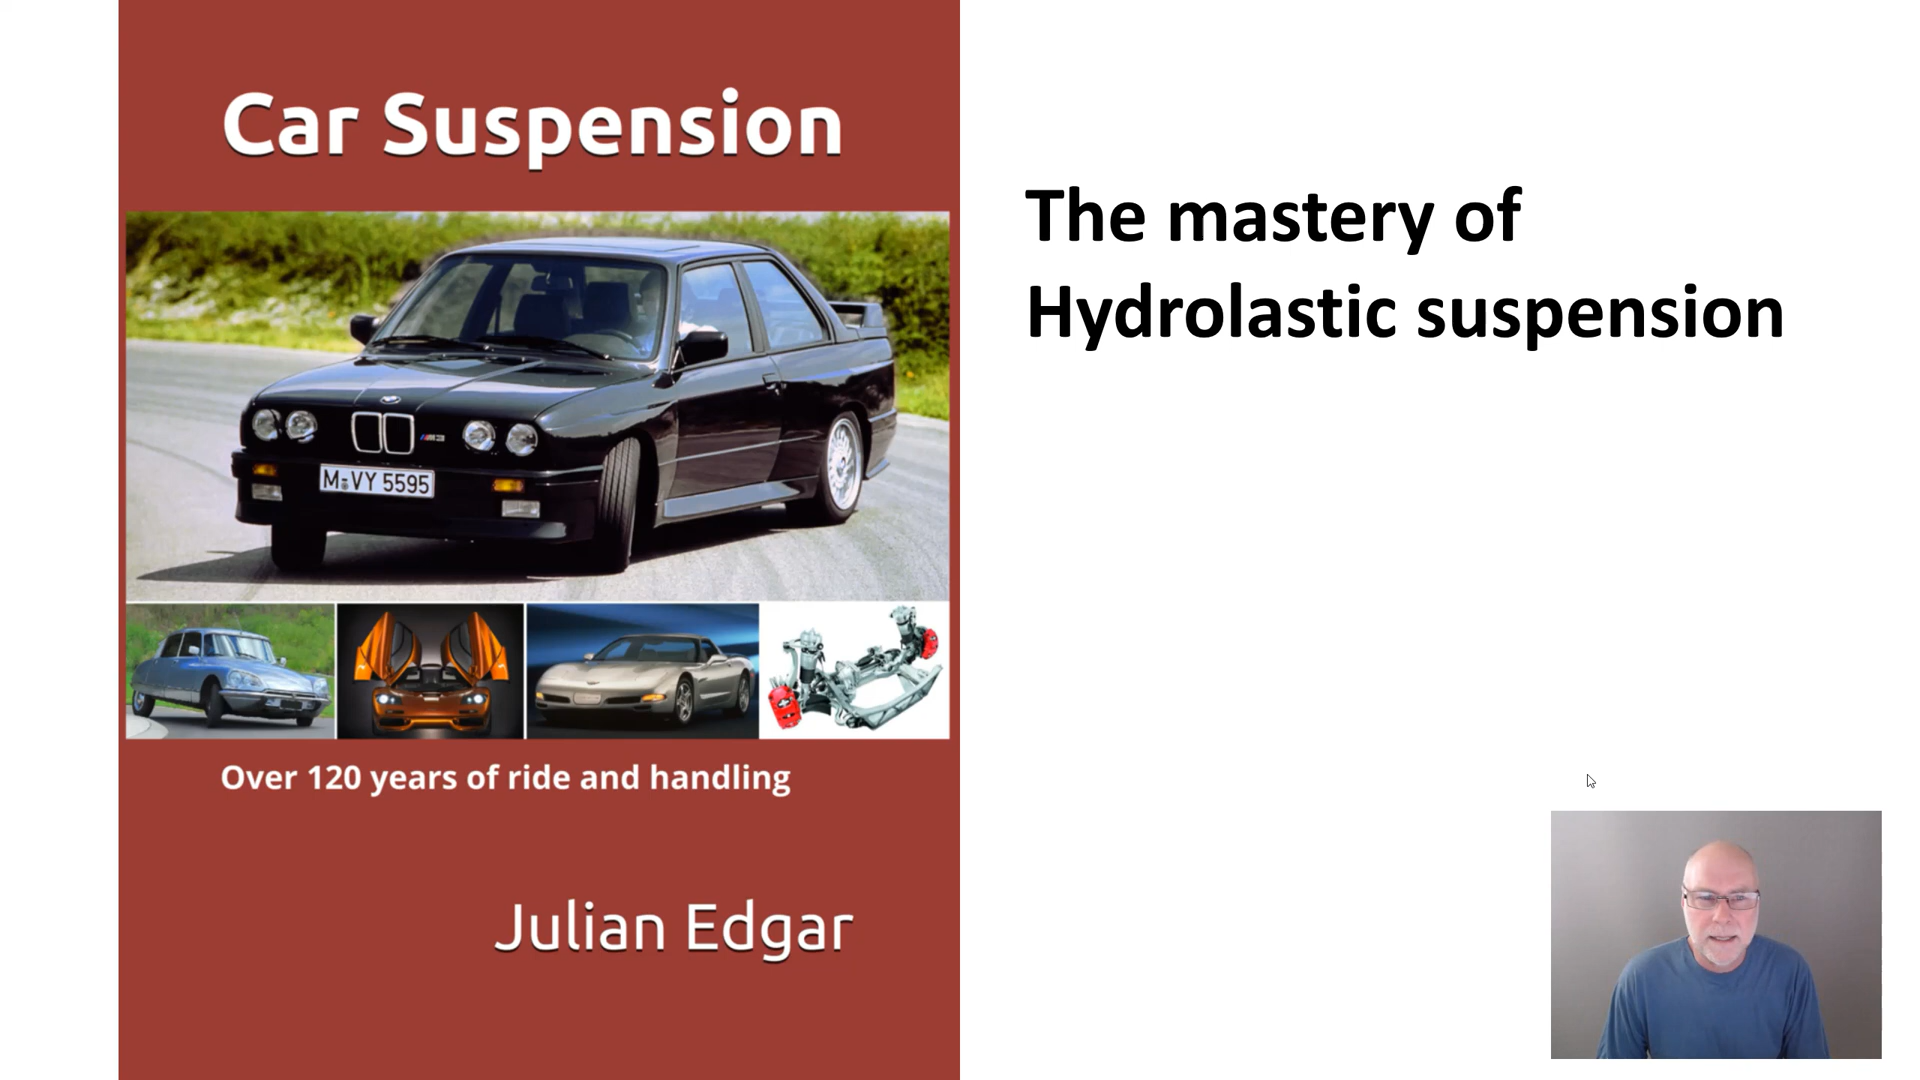 Car Suspension
M-VY 5595
Over 120 years of ride and handling
Julian Edgar
The mastery of
Hydrolastic suspension